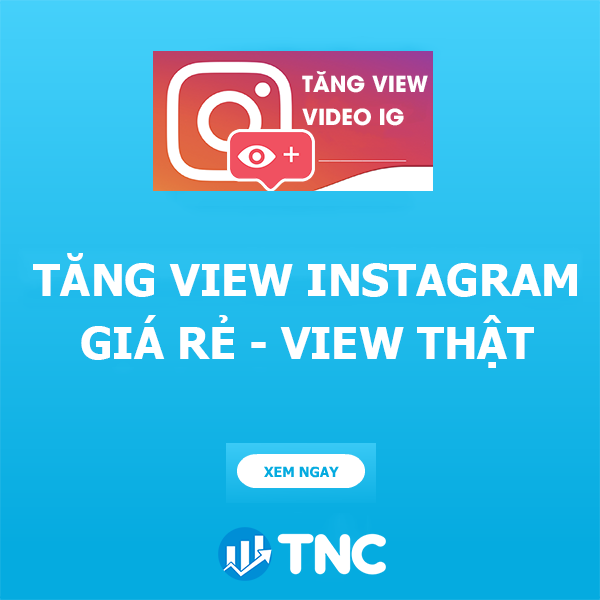 TĂNG VIEW
VIDEO IG
TĂNG VIEW INSTAGRAM
GIÁ RẺ - VIEW THẬT
XEM NGAY
TNC